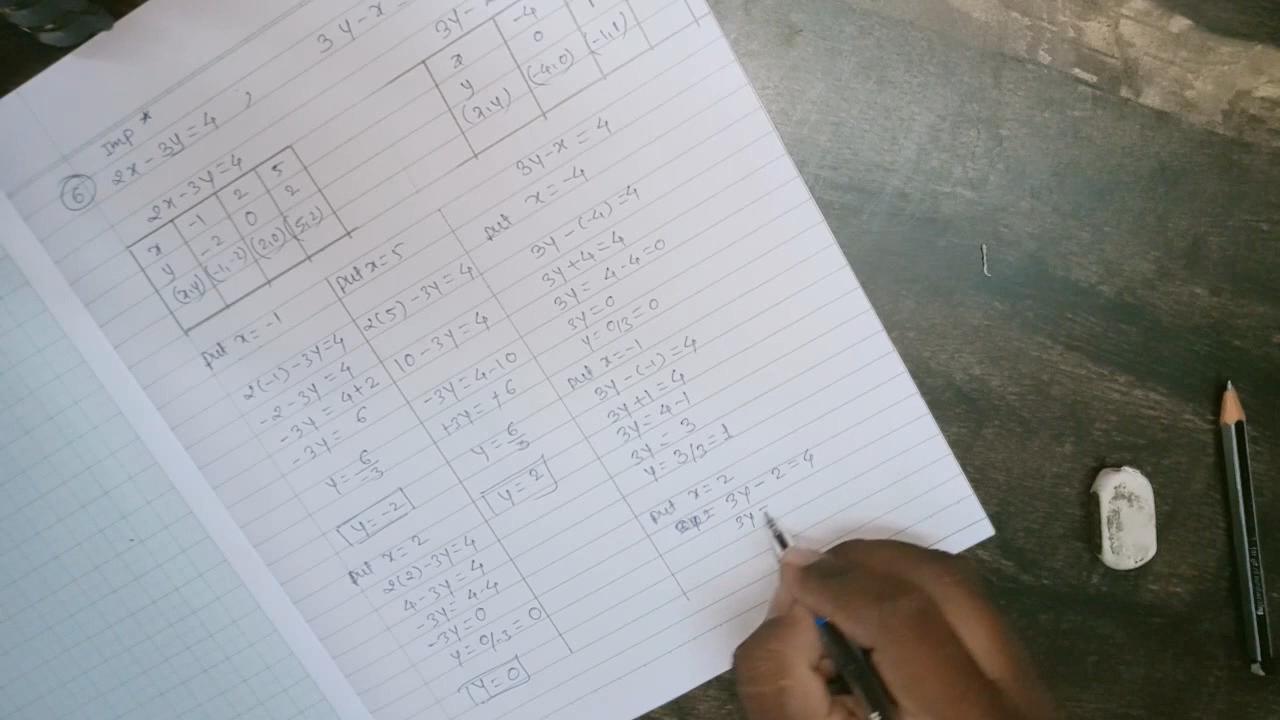 Imp *
6 2x - 3y = 4 ,
3y - x =
2x - 3y = 4
x -1 2 5
y -2 0 2
(x,y) (-1,-2) (2,0) (5,2)
3y -
x -4
y 0
(x,y) (-4,0) (-1,1)
put x = -1
2(-1) - 3y = 4
-2 - 3y = 4
-3y = 4+2
-3y = 6
y = 6/-3
y = -2
put x = 2
2(2) - 3y = 4
4 - 3y = 4
-3y = 4-4
-3y = 0
y = 0/-3 = 0
y = 0
put x = 5
2(5) - 3y = 4
10 - 3y = 4
-3y = 4-10
+3y = +6
y = 6/3
y = 2
3y - x = 4
put x = -4
3y - (-4) = 4
3y + 4 = 4
3y = 4-4 = 0
3y = 0
y = 0/3 = 0
put x = -1
3y - (-1) = 4
3y + 1 = 4
3y = 4-1
3y = 3
y = 3/3 = 1
put x = 2
= 3y - 2 = 4
3y =